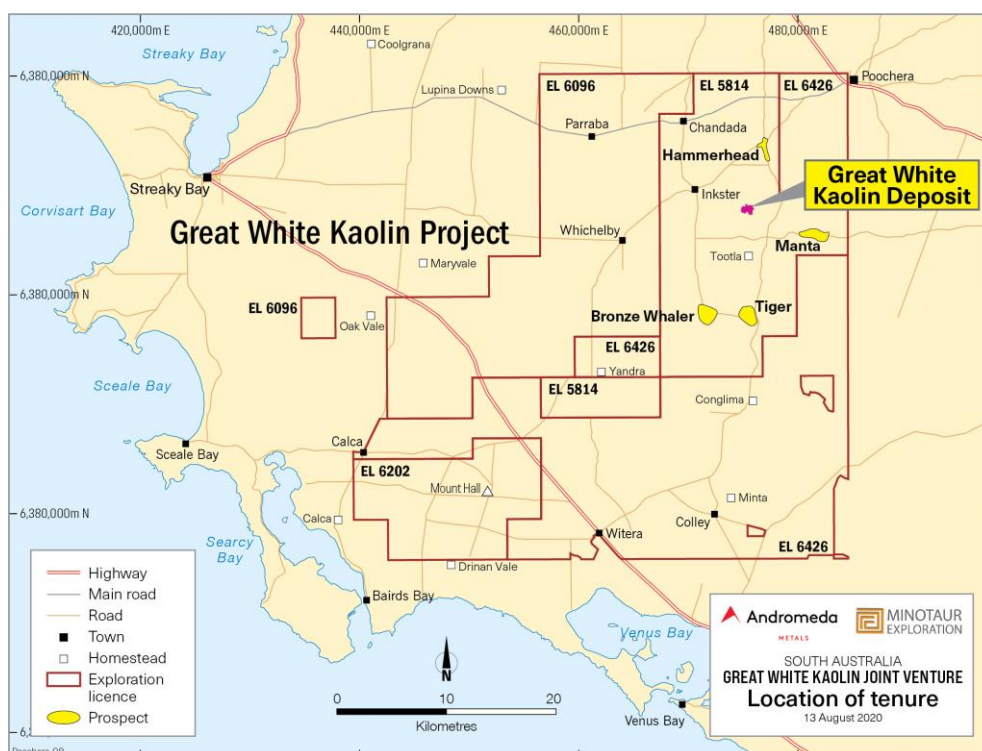 420,000m E
440,000m E
460,000m E
480,000m E
Streaky Bay
Coolgrana
6,380,000m N
Poochera
Lupina Downs
EL 6096
EL 5814
EL 6426
Parraba
Chandada
Hammerhead
Streaky Bay
Inkster
Great White
Kaolin Deposit
Corvisart Bay
Great White Kaolin Project
Whichelby
Manta
Maryvale
Tootla
6,380,000m N
EL 6096
Oak Vale
Bronze Whaler
Tiger
EL 6426
Yandra
Sceale Bay
EL 5814
Conglima
Calca
Sceale Bay
EL 6202
Mount Hall
Minta
6,380,000m N
Calca
Colley
Searcy
Bay
Witera
EL 6426
Drinan Vale
Bairds Bay
Venus Bay
Venus Bay
Highway
Main road
Road
Town
Homestead
Exploration
licence
Prospect
N
0 10 20
Kilometres
Andromeda
METALS
MINOTAUR
EXPLORATION
SOUTH AUSTRALIA
GREAT WHITE KAOLIN JOINT VENTURE
Location of tenure
13 August 2020